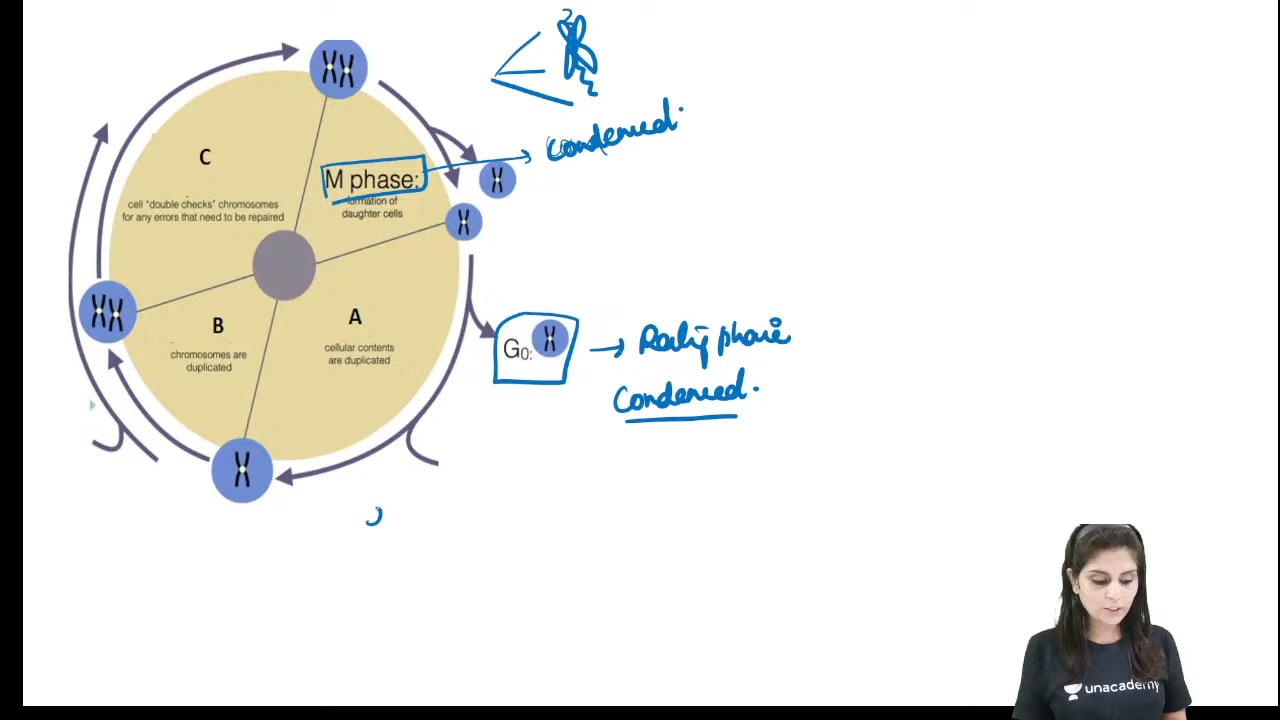 condensed.
C
M phase:
cell "double checks" chromosomes
for any errors that need to be repaired
formation of
daughter cells
B
A
chromosomes are
duplicated
cellular contents
are duplicated
G0:
→ phase
Condensed.
unacademy